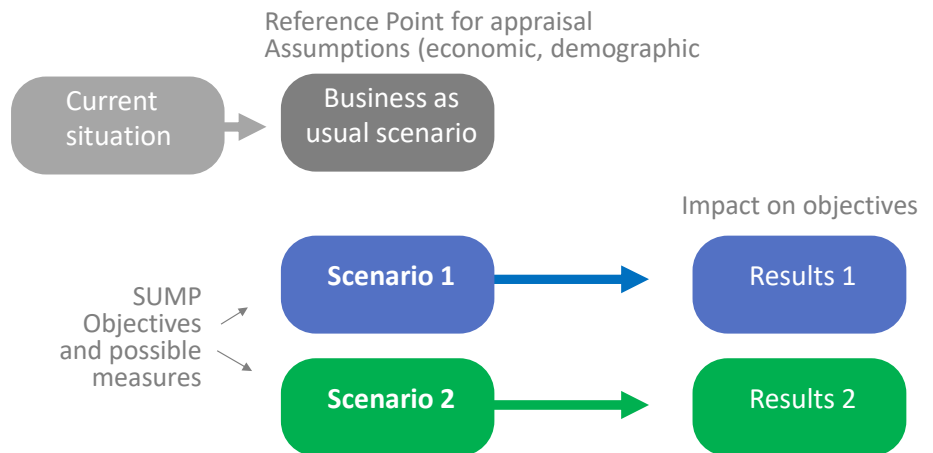 Reference Point for appraisal
Assumptions (economic, demographic
Current
situation
Business as
usual scenario
Impact on objectives
Scenario 1
Results 1
SUMP
Objectives
and possible
measures
Scenario 2
Results 2